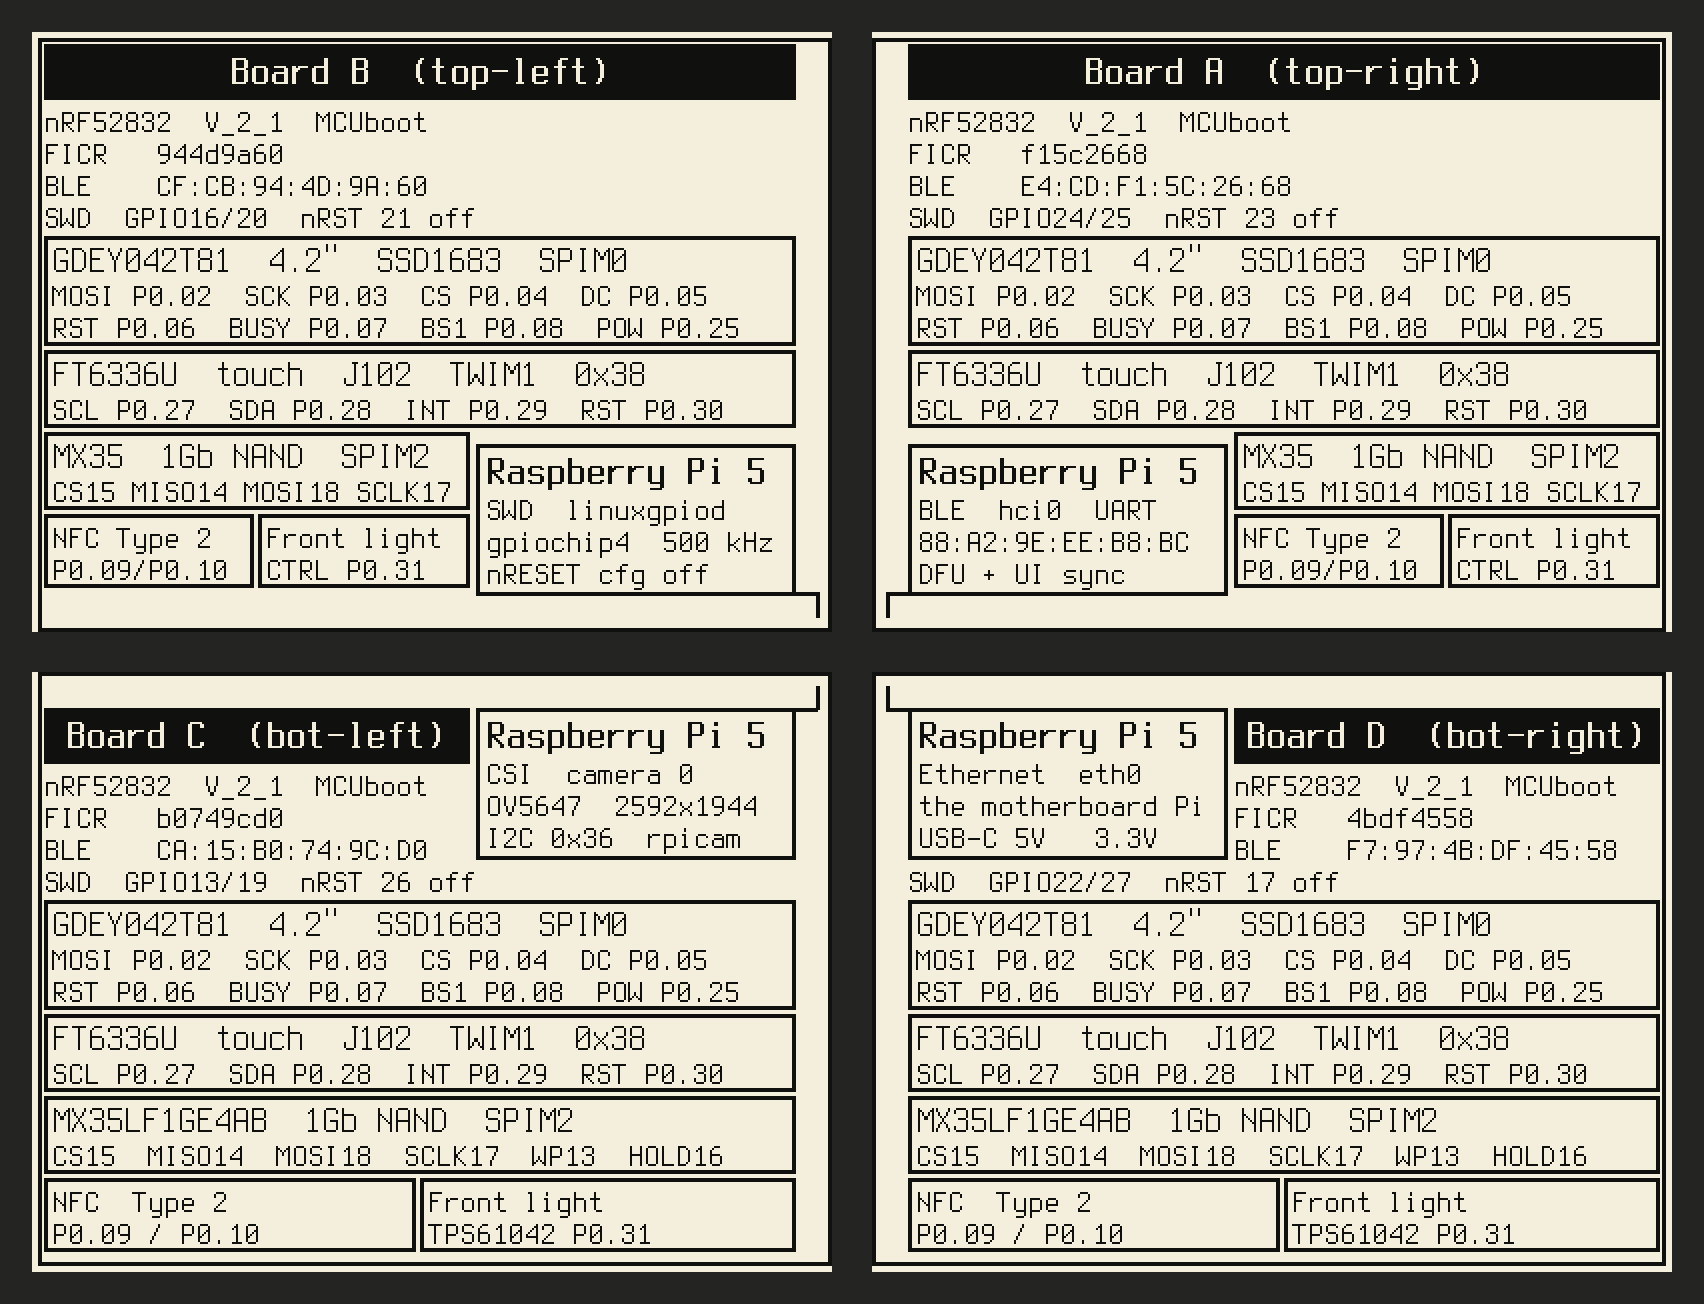 Board B  (top-left)
nRF52832  V_2_1  MCUboot
FICR   944d9a60
BLE    CF:CB:94:4D:9A:60
SWD  GPIO16/20  nRST 21 off
GDEY042T81  4.2"  SSD1683  SPIM0
MOSI P0.02  SCK P0.03  CS P0.04  DC P0.05
RST P0.06  BUSY P0.07  BS1 P0.08  POW P0.25
FT6336U  touch  J102  TWIM1  0x38
SCL P0.27  SDA P0.28  INT P0.29  RST P0.30
MX35  1Gb NAND  SPIM2
CS15 MISO14 MOSI18 SCLK17
NFC Type 2
P0.09/P0.10
Front light
CTRL P0.31
Raspberry Pi 5
SWD  linuxgpiod
gpiochip4  500 kHz
nRESET cfg off
Board A  (top-right)
nRF52832  V_2_1  MCUboot
FICR   f15c2668
BLE    E4:CD:F1:5C:26:68
SWD  GPIO24/25  nRST 23 off
GDEY042T81  4.2"  SSD1683  SPIM0
MOSI P0.02  SCK P0.03  CS P0.04  DC P0.05
RST P0.06  BUSY P0.07  BS1 P0.08  POW P0.25
FT6336U  touch  J102  TWIM1  0x38
SCL P0.27  SDA P0.28  INT P0.29  RST P0.30
Raspberry Pi 5
BLE  hci0  UART
88:A2:9E:EE:B8:BC
DFU + UI sync
MX35  1Gb NAND  SPIM2
CS15 MISO14 MOSI18 SCLK17
NFC Type 2
P0.09/P0.10
Front light
CTRL P0.31
Board C  (bot-left)
nRF52832  V_2_1  MCUboot
FICR   b0749cd0
BLE    CA:15:B0:74:9C:D0
SWD  GPIO13/19  nRST 26 off
Raspberry Pi 5
CSI  camera 0
OV5647  2592x1944
I2C 0x36  rpicam
GDEY042T81  4.2"  SSD1683  SPIM0
MOSI P0.02  SCK P0.03  CS P0.04  DC P0.05
RST P0.06  BUSY P0.07  BS1 P0.08  POW P0.25
FT6336U  touch  J102  TWIM1  0x38
SCL P0.27  SDA P0.28  INT P0.29  RST P0.30
MX35LF1GE4AB  1Gb NAND  SPIM2
CS15  MISO14  MOSI18  SCLK17  WP13  HOLD16
NFC  Type 2
P0.09 / P0.10
Front light
TPS61042 P0.31
Raspberry Pi 5
Ethernet  eth0
the motherboard Pi
USB-C 5V   3.3V
Board D  (bot-right)
nRF52832  V_2_1  MCUboot
FICR   4bdf4558
BLE    F7:97:4B:DF:45:58
SWD  GPIO22/27  nRST 17 off
GDEY042T81  4.2"  SSD1683  SPIM0
MOSI P0.02  SCK P0.03  CS P0.04  DC P0.05
RST P0.06  BUSY P0.07  BS1 P0.08  POW P0.25
FT6336U  touch  J102  TWIM1  0x38
SCL P0.27  SDA P0.28  INT P0.29  RST P0.30
MX35LF1GE4AB  1Gb NAND  SPIM2
CS15  MISO14  MOSI18  SCLK17  WP13  HOLD16
NFC  Type 2
P0.09 / P0.10
Front light
TPS61042 P0.31